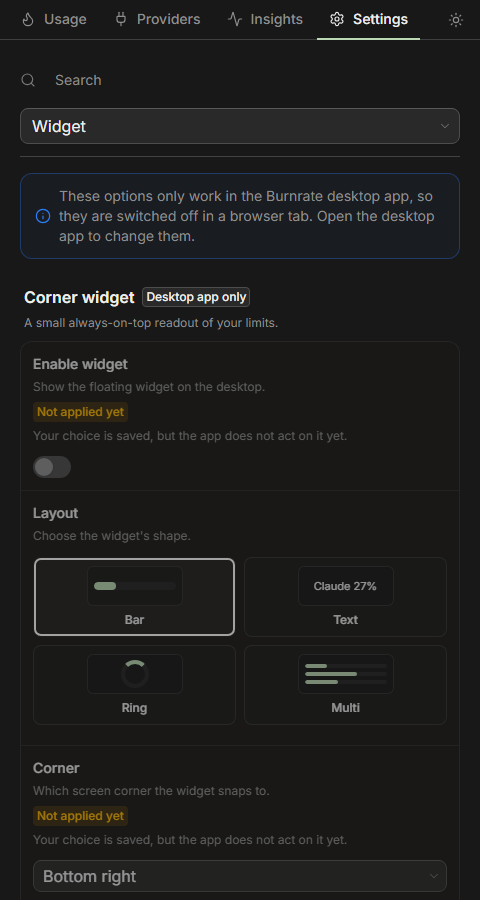 Usage Providers Insights Settings
Search
Widget
These options only work in the Burnrate desktop app, so
they are switched off in a browser tab. Open the desktop
app to change them.
Corner widget Desktop app only
A small always-on-top readout of your limits.
Enable widget
Show the floating widget on the desktop.
Not applied yet
Your choice is saved, but the app does not act on it yet.
Layout
Choose the widget's shape.
Claude 27%
Bar Text
Ring Multi
Corner
Which screen corner the widget snaps to.
Not applied yet
Your choice is saved, but the app does not act on it yet.
Bottom right